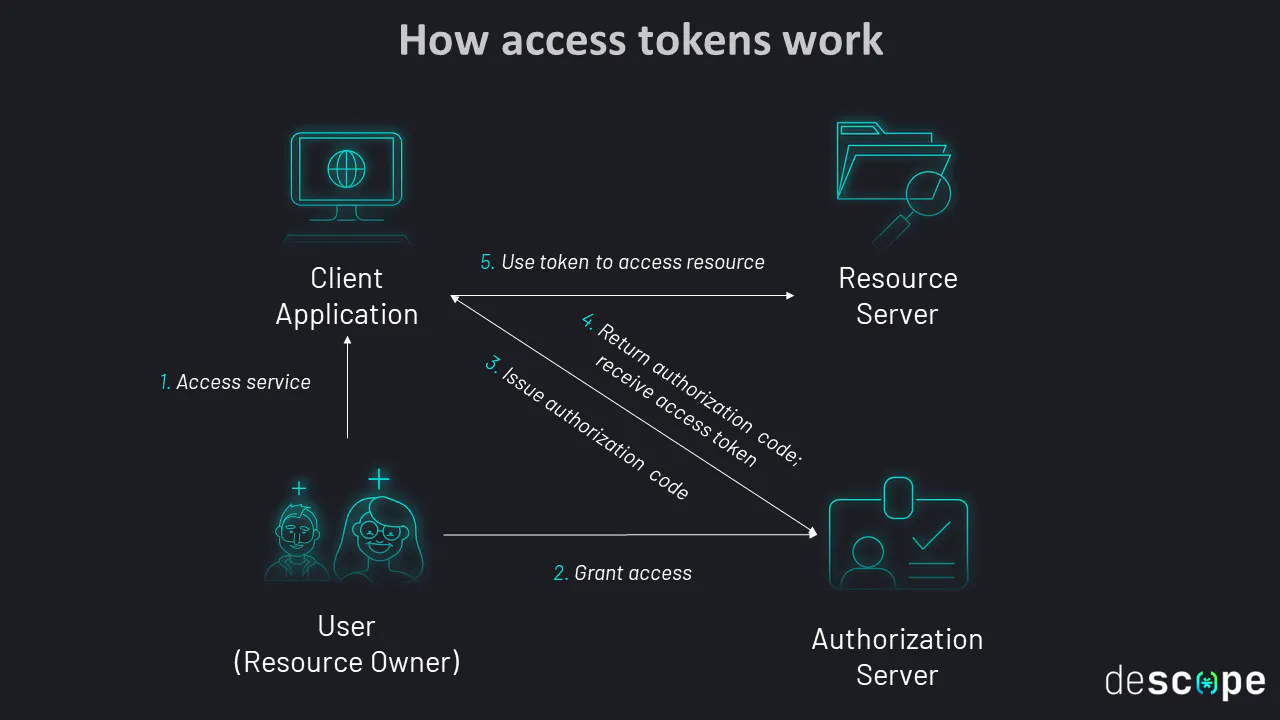 How access tokens work
Client
Application
Resource
Server
5. Use token to access resource
4. Return authorization code;
receive access token
3. Issue authorization code
1. Access service
2. Grant access
User
(Resource Owner)
Authorization
Server
descope